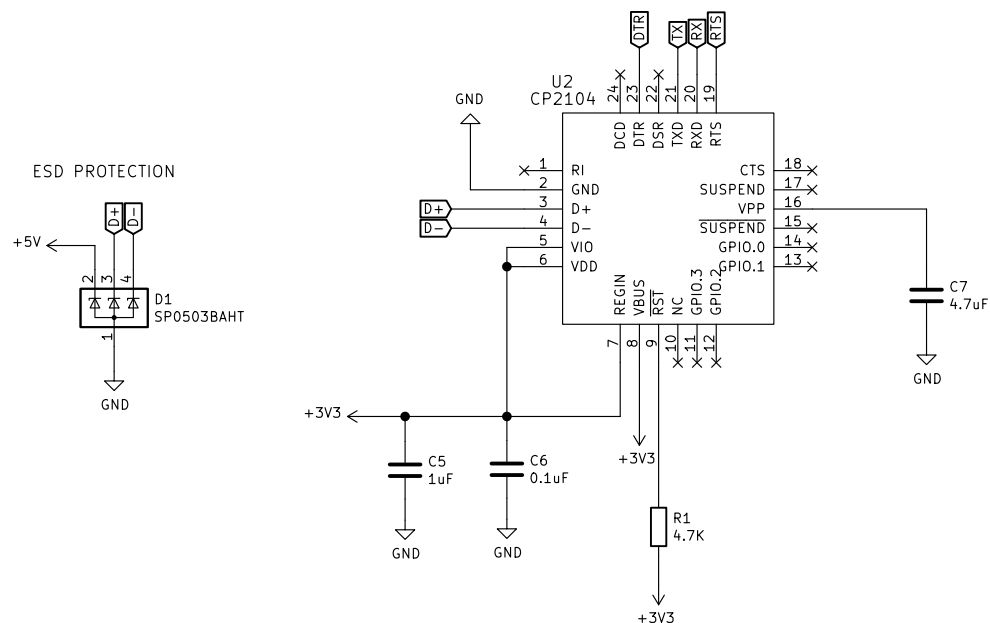 DTR
TX
RX
RTS
U2
CP2104
24
23
22
21
20
19
DCD
DTR
DSR
TXD
RXD
RTS
GND
ESD PROTECTION
1 RI
2 GND
D+ 3 D+
D- 4 D-
5 VIO
6 VDD
CTS 18
SUSPEND 17
VPP 16
SUSPEND 15
GPIO.0 14
GPIO.1 13
D+
D-
+5V
2
3
4
D1
SP0503BAHT
1
GND
REGIN
VBUS
RST
NC
GPIO.3
GPIO.2
7
8
9
10
11
12
C7
4.7uF
GND
+3V3
+3V3
C5
1uF
C6
0.1uF
GND
GND
R1
4.7K
+3V3